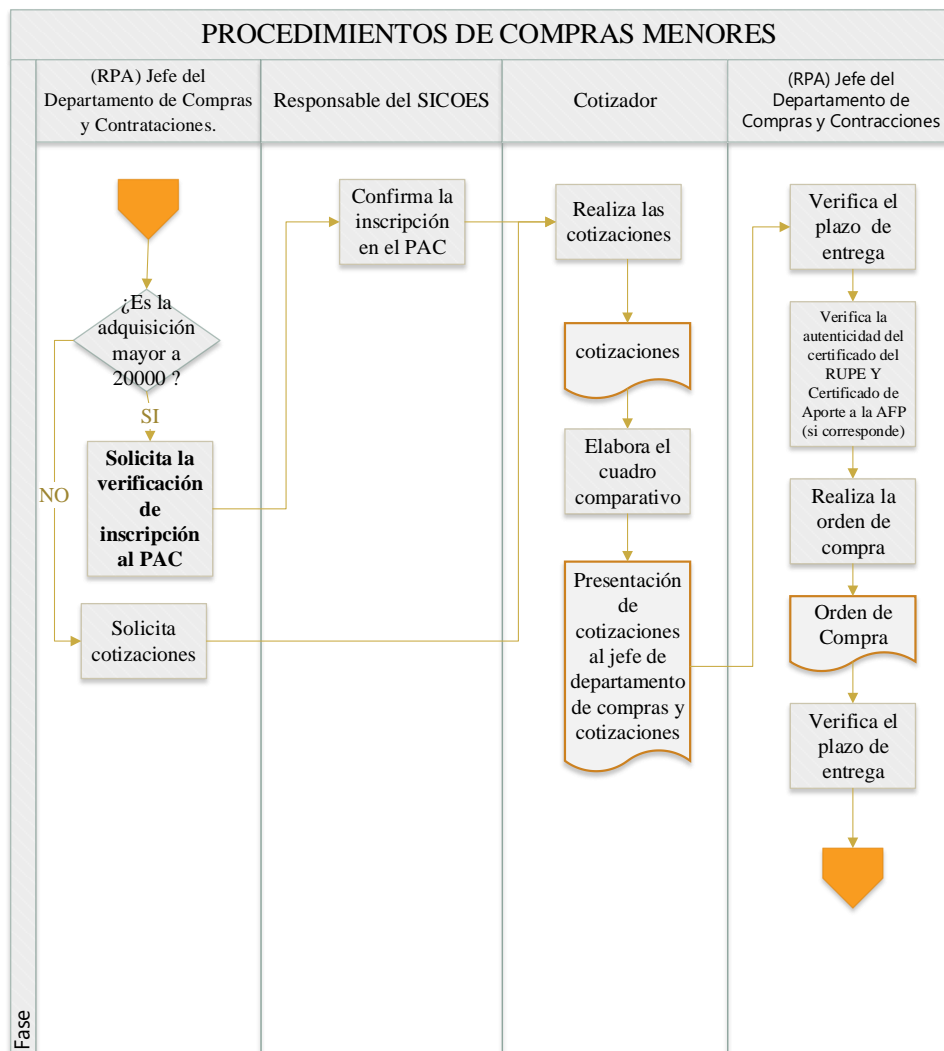 PROCEDIMIENTOS DE COMPRAS MENORES
(RPA) Jefe del
Departamento de Compras
y Contrataciones.
Responsable del SICOES
Cotizador
(RPA) Jefe del
Departamento de
Compras y Contracciones
¿Es la
adquisición
mayor a
20000 ?
SI
NO
Solicita la
verificación
de
inscripción
al PAC
Solicita
cotizaciones
Confirma la
inscripción
en el PAC
Realiza las
cotizaciones
cotizaciones
Elabora el
cuadro
comparativo
Presentación
de
cotizaciones
al jefe de
departamento
de compras y
cotizaciones
Verifica el
plazo de
entrega
Verifica la
autenticidad del
certificado del
RUPE Y
Certificado de
Aporte a la AFP
(si corresponde)
Realiza la
orden de
compra
Orden de
Compra
Verifica el
plazo de
entrega
Fase